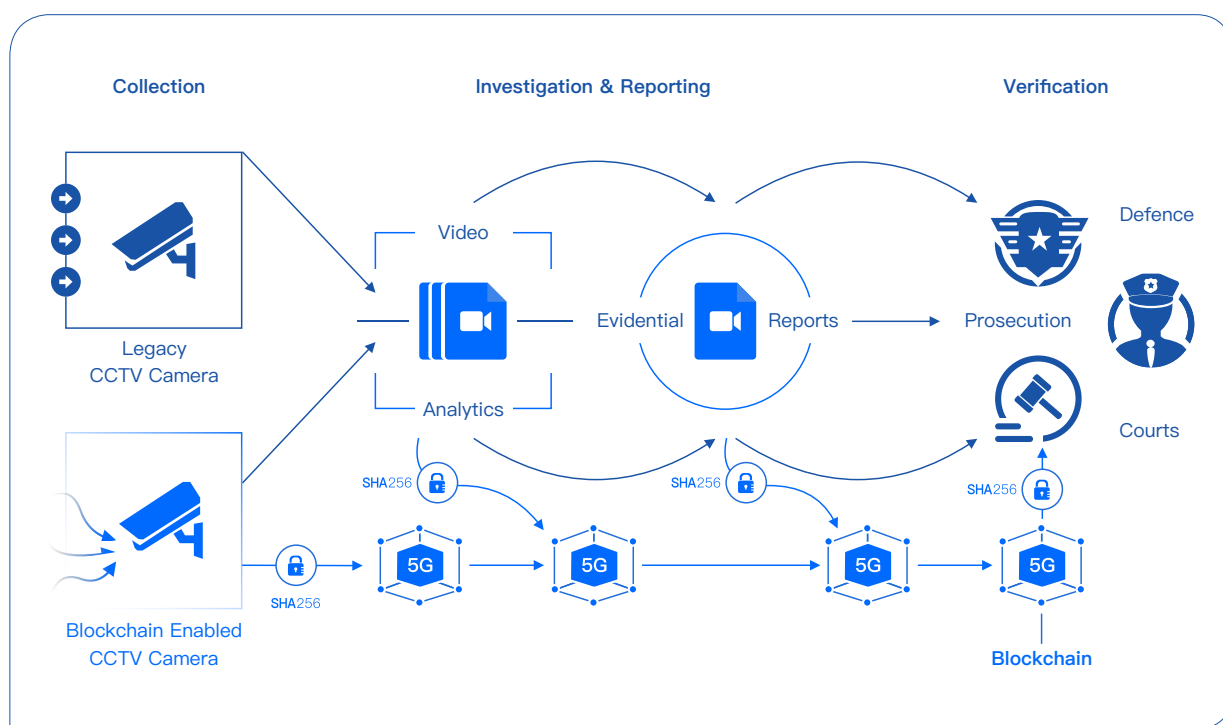 Collection
Investigation & Reporting
Verification
Legacy
CCTV Camera
Video
Analytics
Evidential
Reports
Defence
Prosecution
Courts
SHA256
SHA256
SHA256
SHA256
5G
5G
5G
5G
Blockchain Enabled
CCTV Camera
Blockchain